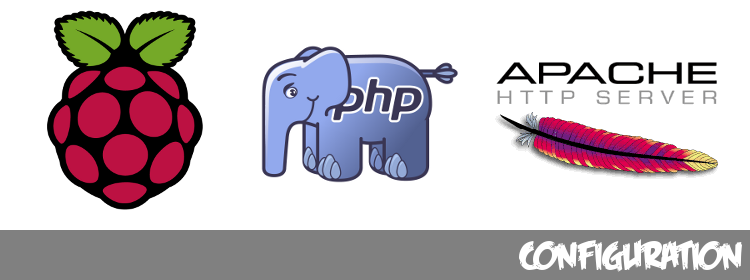 php
APACHE
HTTP SERVER
CONFIGURATION